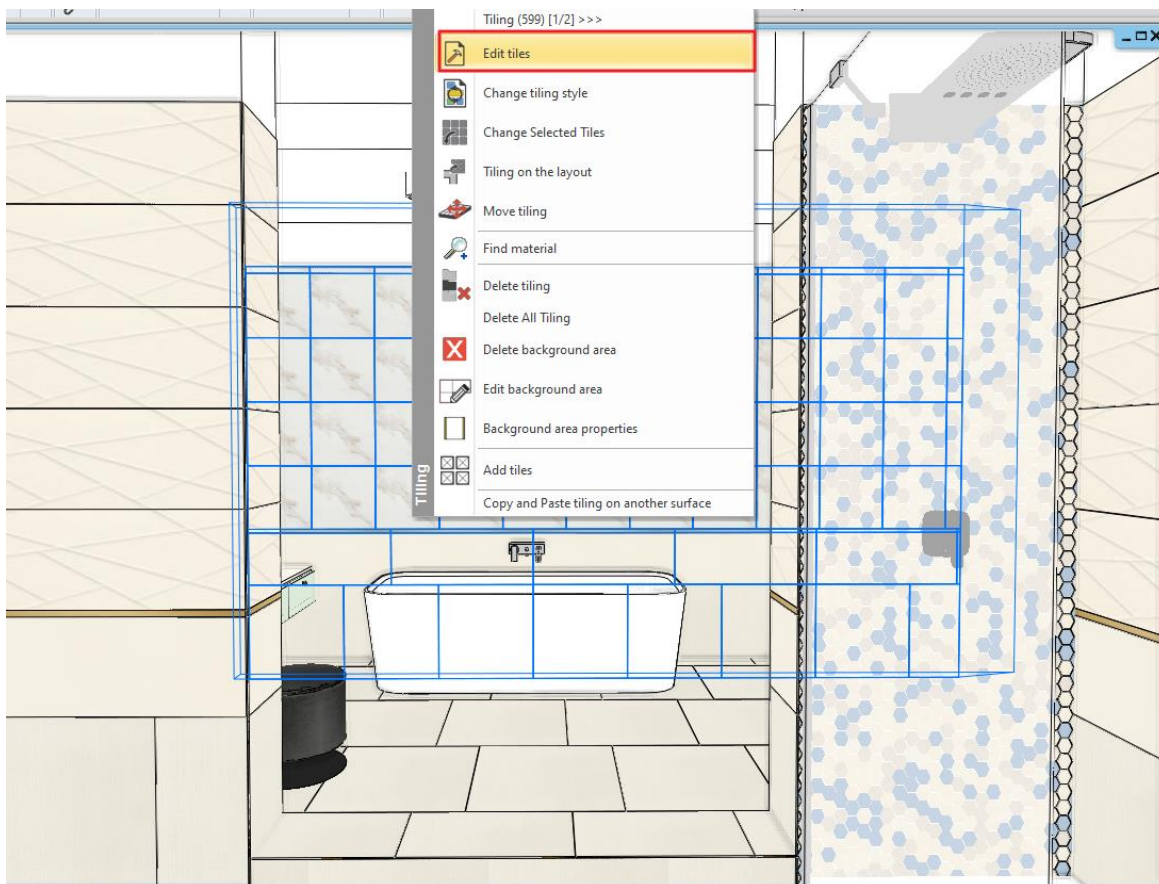 Tiling (599) [1/2] >>>
Edit tiles
Change tiling style
Change Selected Tiles
Tiling on the layout
Move tiling
Find material
Delete tiling
Delete All Tiling
Delete background area
Edit background area
Background area properties
Add tiles
Copy and Paste tiling on another surface
Tiling